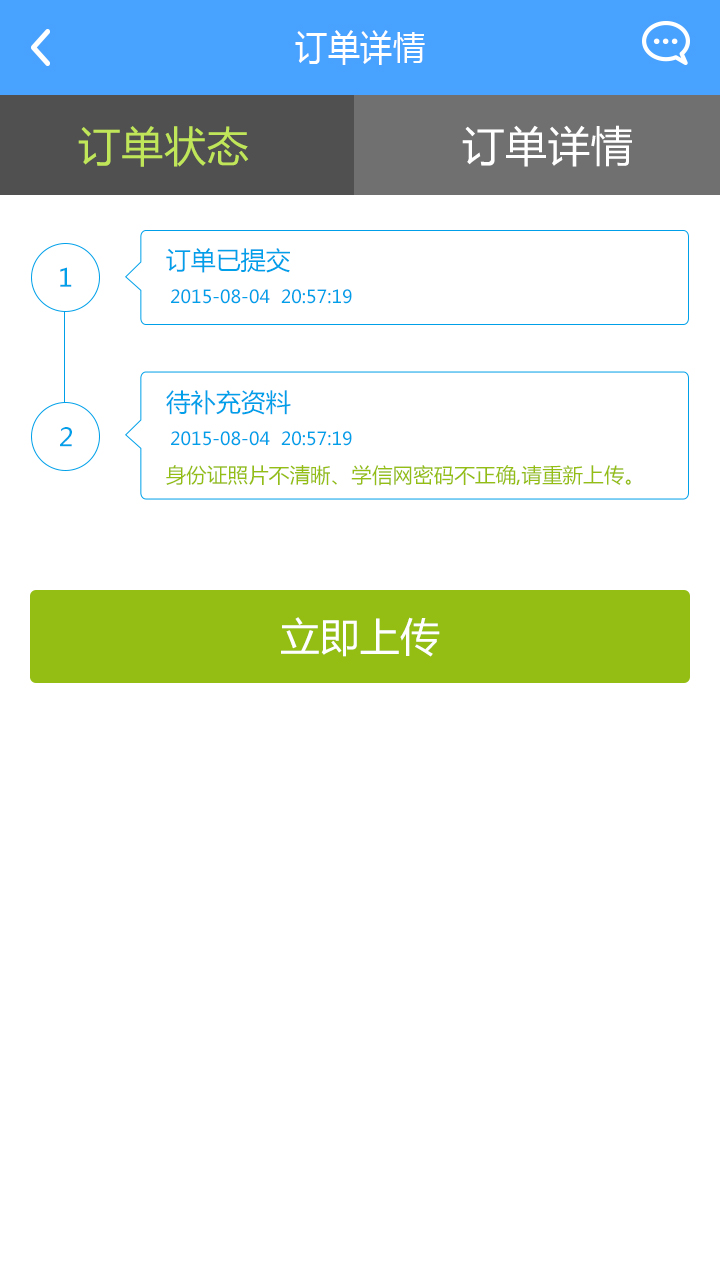 订单详情
订单状态
订单详情
1
订单已提交
2015-08-04 20:57:19
2
待补充资料
2015-08-04 20:57:19
身份证照片不清晰、学信网密码不正确,请重新上传。
立即上传